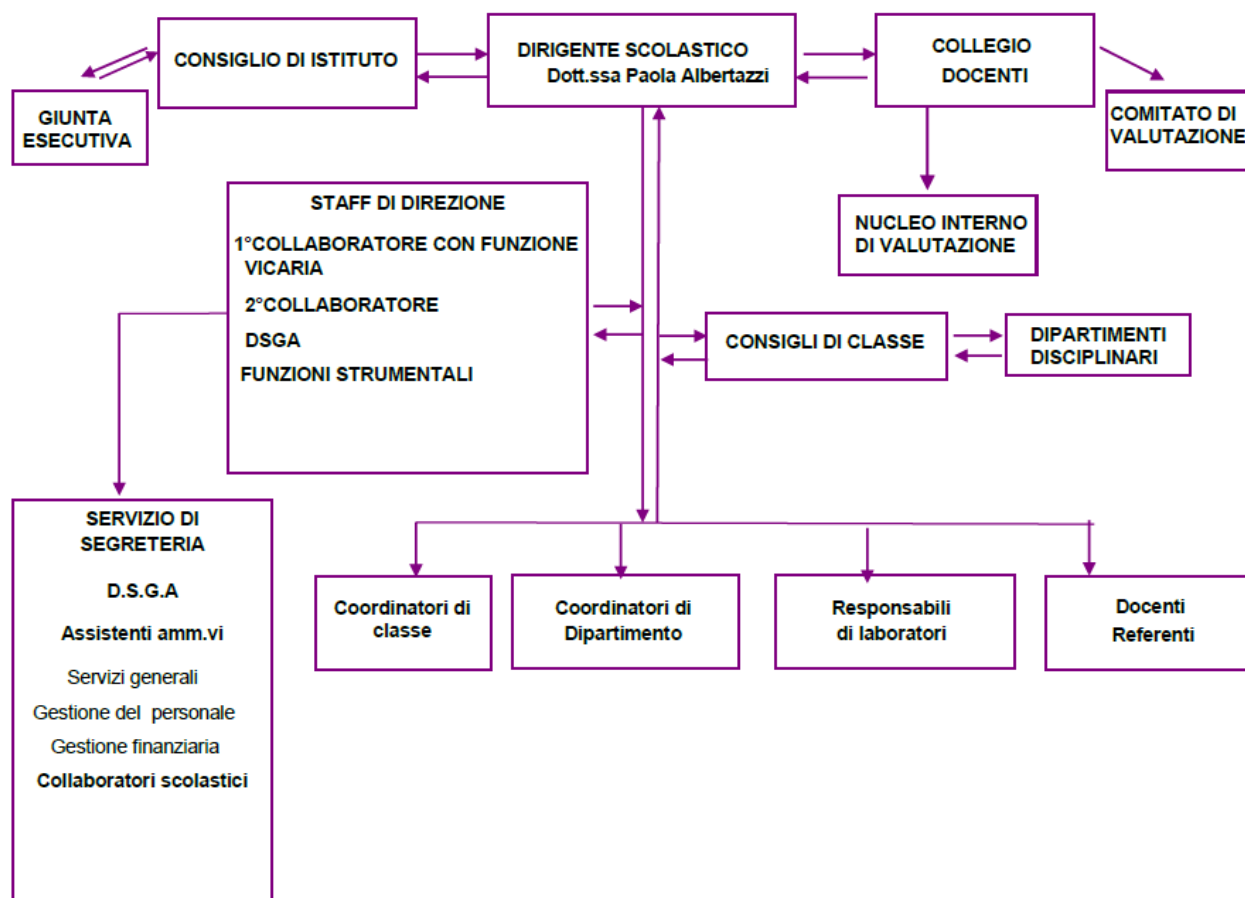 CONSIGLIO DI ISTITUTO
DIRIGENTE SCOLASTICO
Dott.ssa Paola Albertazzi
COLLEGIO
DOCENTI
GIUNTA
ESECUTIVA
COMITATO DI
VALUTAZIONE
STAFF DI DIREZIONE
1°COLLABORATORE CON FUNZIONE
VICARIA
2°COLLABORATORE
DSGA
FUNZIONI STRUMENTALI
NUCLEO INTERNO
DI VALUTAZIONE
CONSIGLI DI CLASSE
DIPARTIMENTI
DISCIPLINARI
SERVIZIO DI
SEGRETERIA
D.S.G.A
Assistenti amm.vi
Servizi generali
Gestione del personale
Gestione finanziaria
Collaboratori scolastici
Coordinatori di
classe
Coordinatori di
Dipartimento
Responsabili
di laboratori
Docenti
Referenti